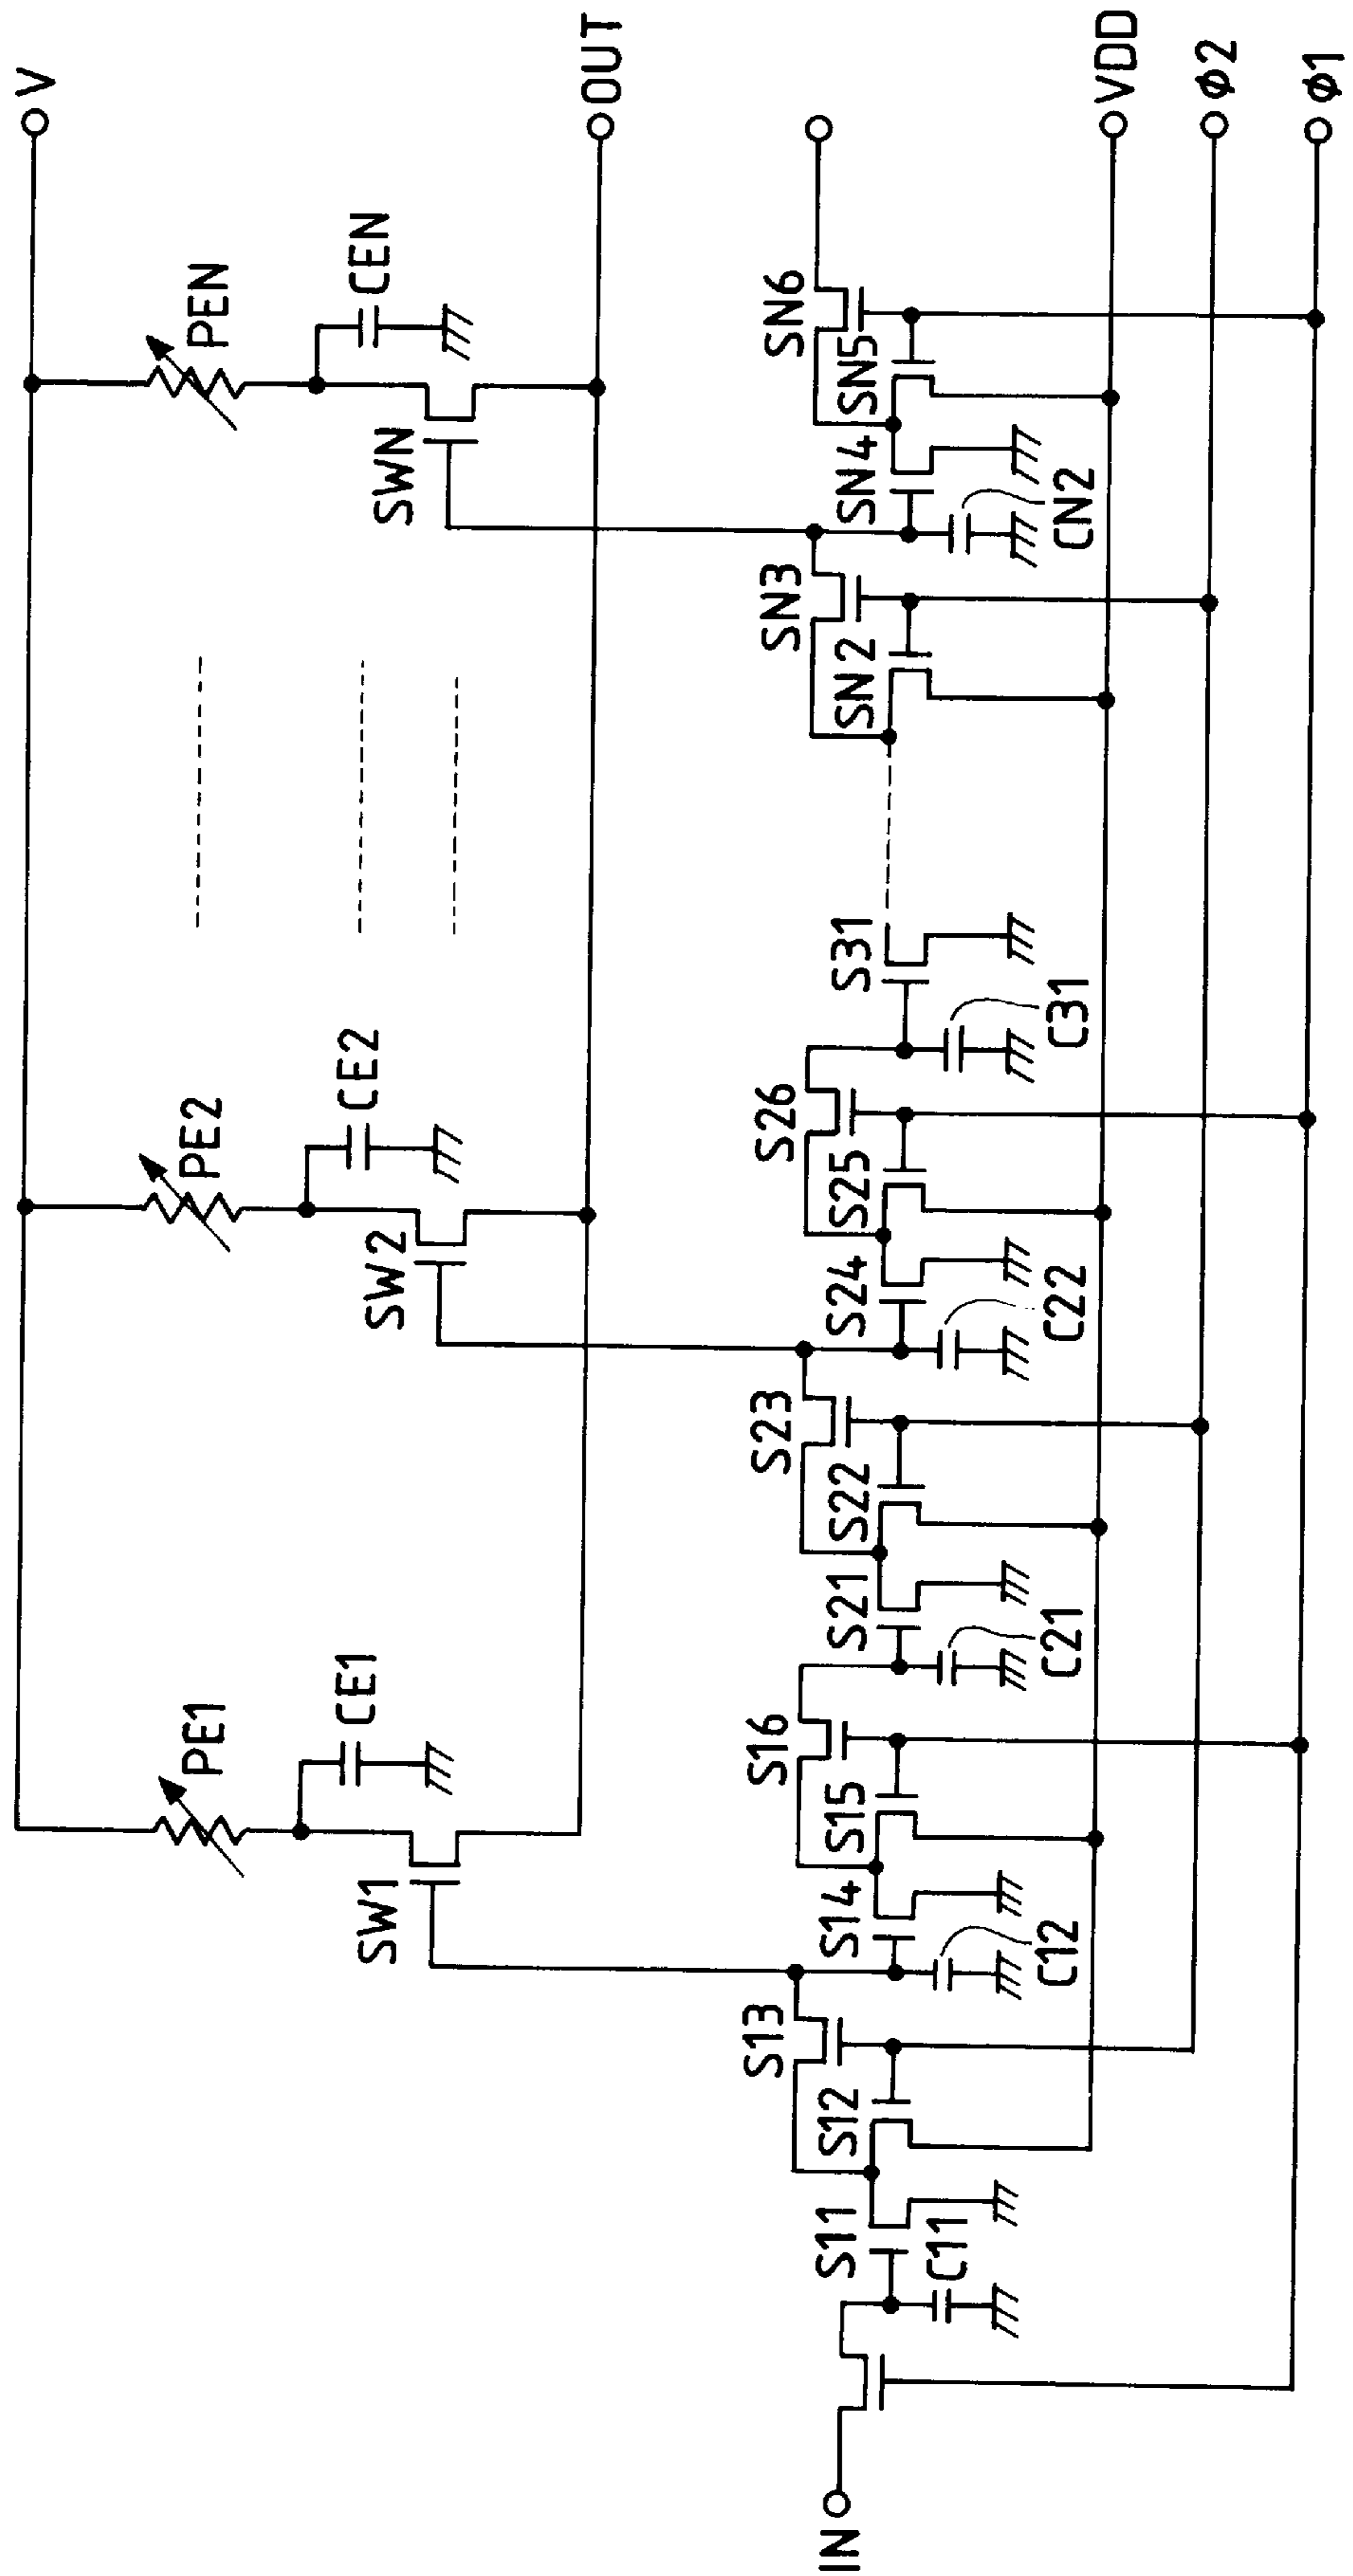 V
PE1
PE2
PEN
CE1
CE2
CEN
SW1
SW2
SWN
OUT
S13
S16
S23
S26
SN3
SN6
IN
S11
S12
S14
S15
S21
S22
S24
S25
S31
SN2
SN4
SN5
C11
C12
C21
C22
C31
CN2
VDD
φ2
φ1